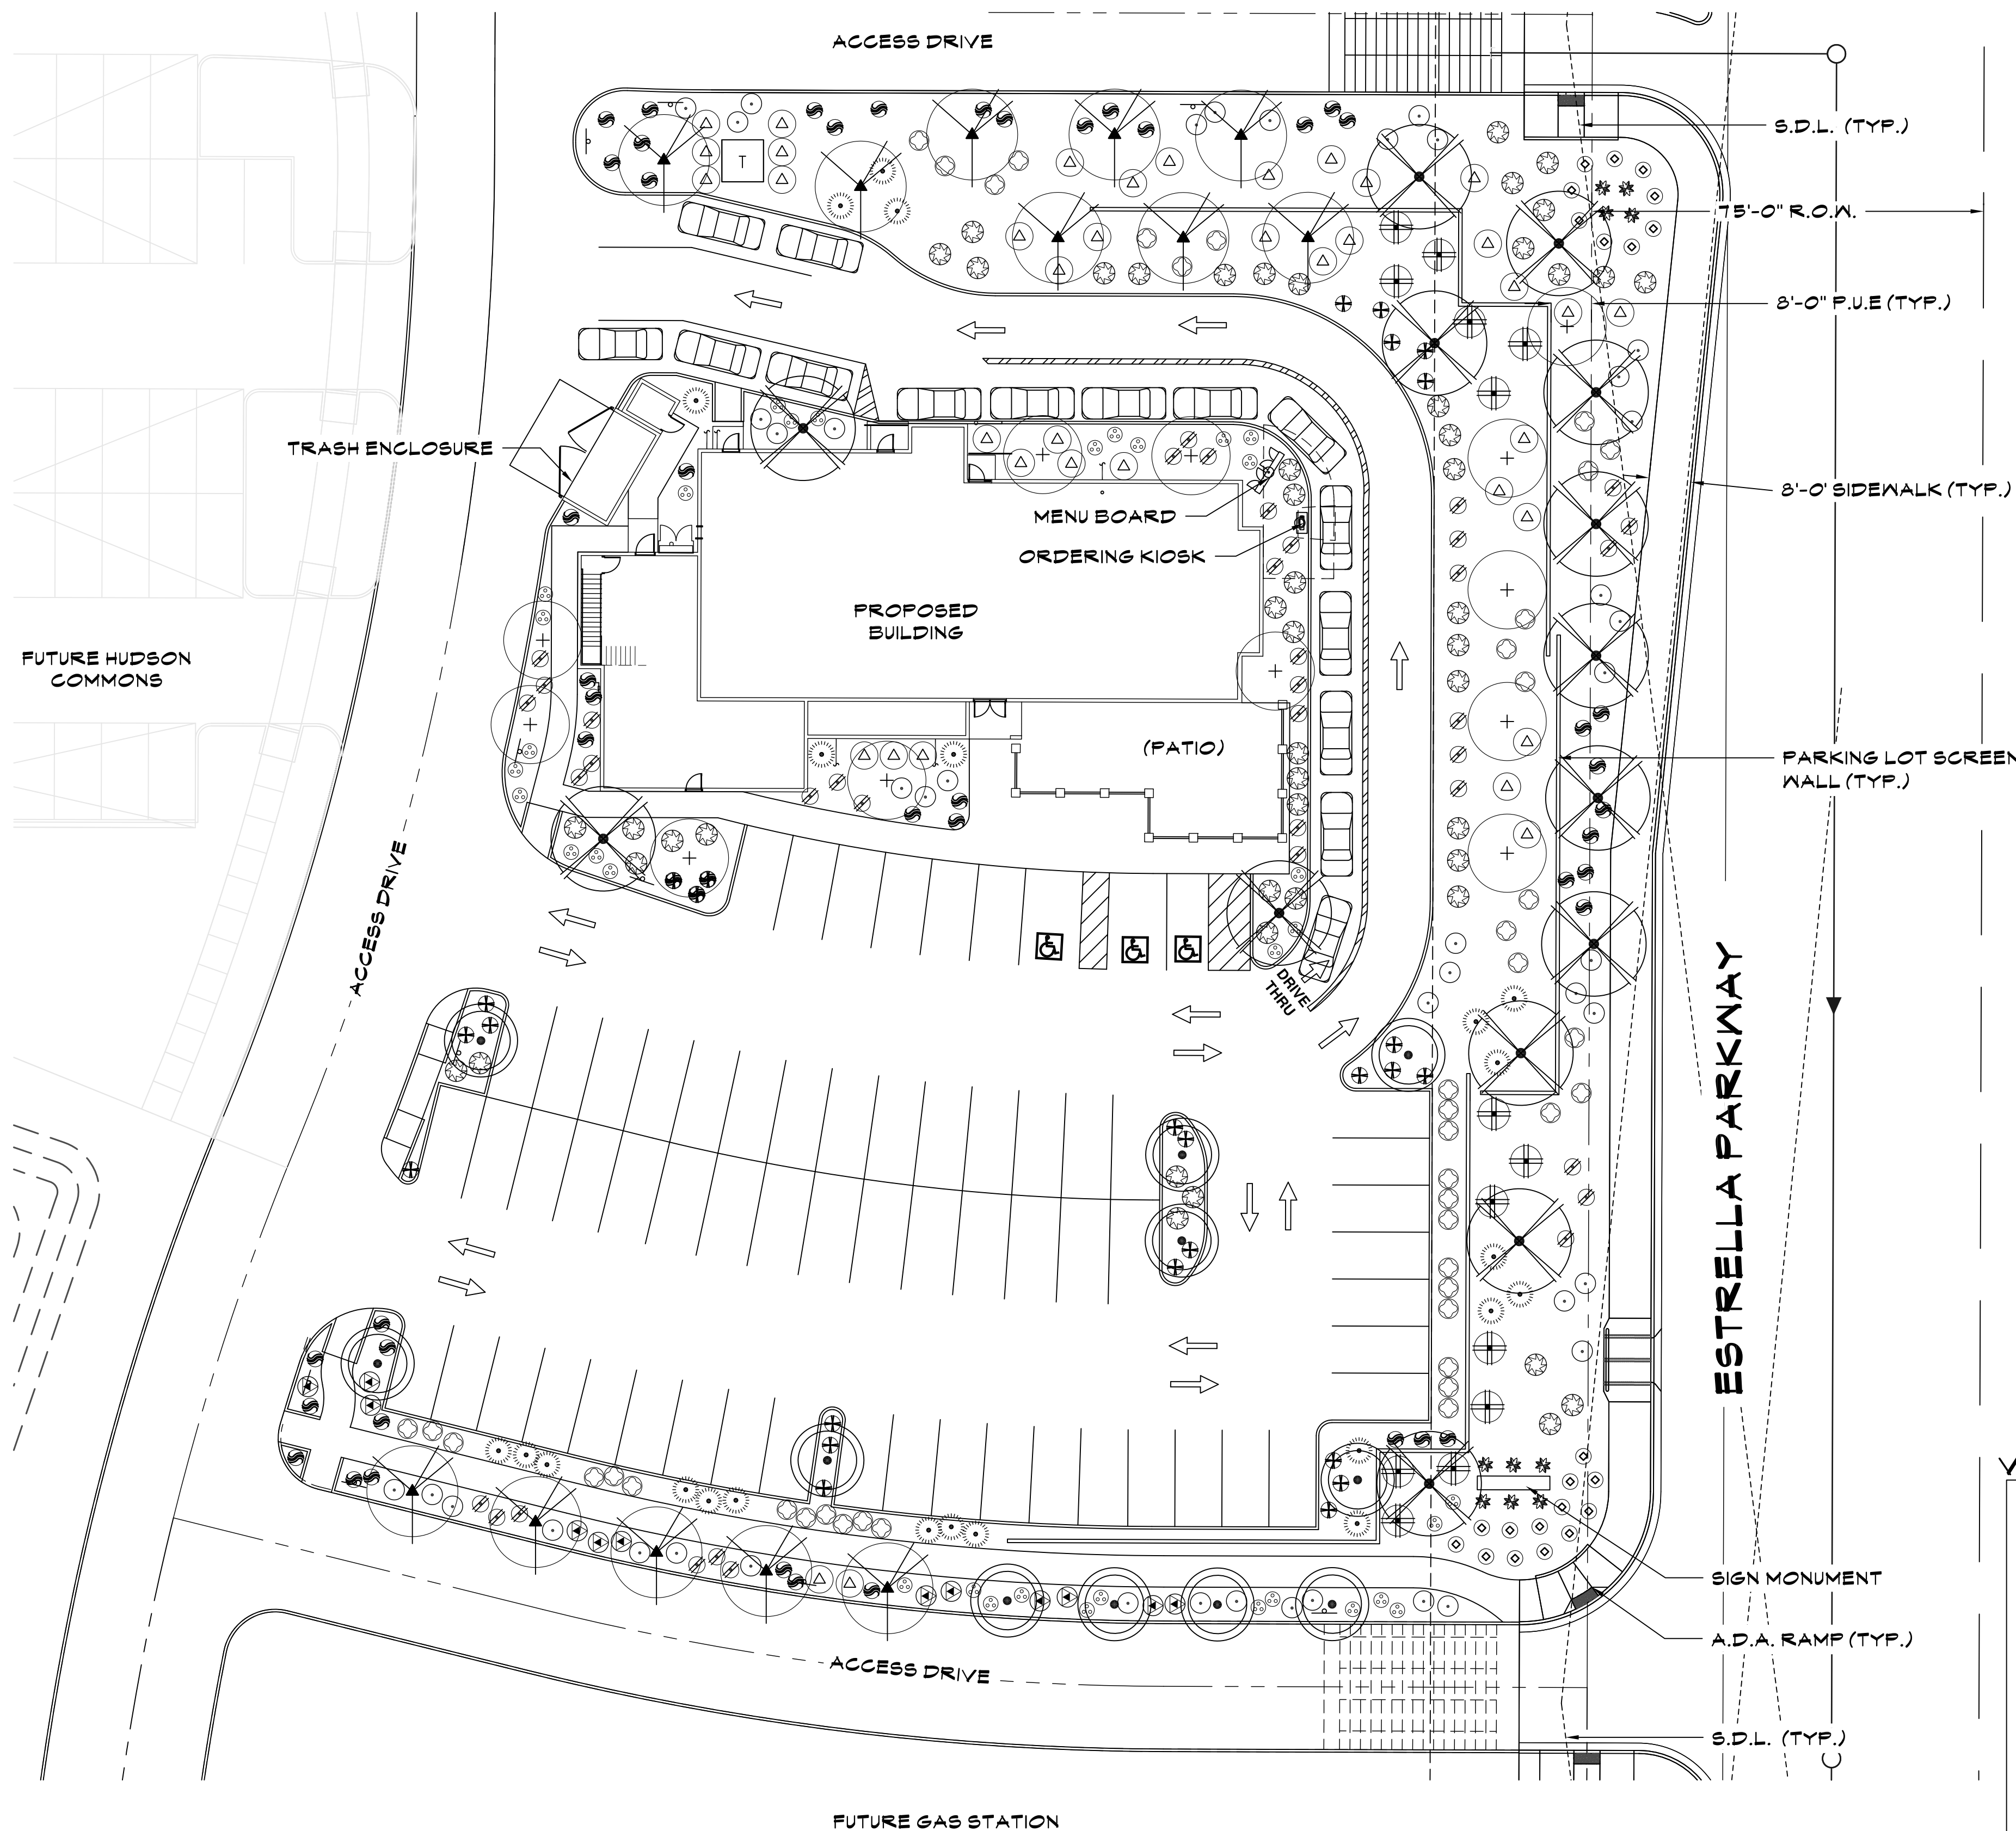 ACCESS DRIVE
S.D.L. (TYP.)
T
75'-0" R.O.W.
8'-0" P.U.E (TYP.)
TRASH ENCLOSURE
8'-0' SIDEWALK (TYP.)
MENU BOARD
ORDERING KIOSK
PROPOSED
BUILDING
FUTURE HUDSON
COMMONS
(PATIO)
PARKING LOT SCREEN
WALL (TYP.)
ACCESS DRIVE
DRIVE
THRU
ESTRELLA PARKWAY
SIGN MONUMENT
A.D.A. RAMP (TYP.)
ACCESS DRIVE
S.D.L. (TYP.)
FUTURE GAS STATION